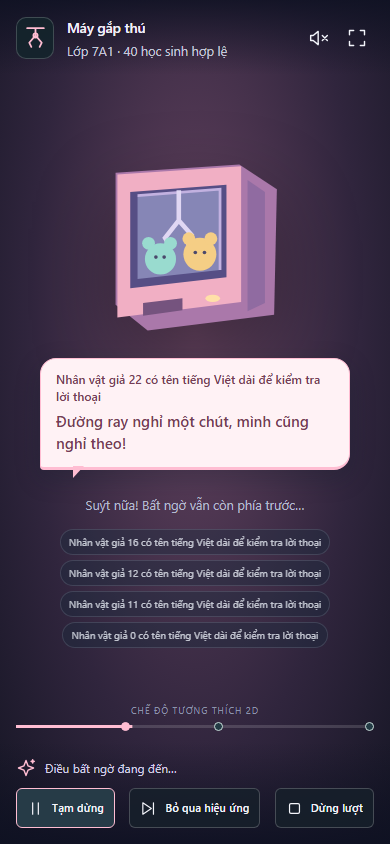 Máy gắp thú
Lớp 7A1 · 40 học sinh hợp lệ
Nhân vật giả 22 có tên tiếng Việt dài để kiểm tra
lời thoại
Đường ray nghỉ một chút, mình cũng
nghỉ theo!
Suýt nữa! Bất ngờ vẫn còn phía trước...
Nhân vật giả 16 có tên tiếng Việt dài để kiểm tra lời thoại
Nhân vật giả 12 có tên tiếng Việt dài để kiểm tra lời thoại
Nhân vật giả 11 có tên tiếng Việt dài để kiểm tra lời thoại
Nhân vật giả 0 có tên tiếng Việt dài để kiểm tra lời thoại
CHẾ ĐỘ TƯƠNG THÍCH 2D
Điều bất ngờ đang đến...
Tạm dừng
Bỏ qua hiệu ứng
Dừng lượt